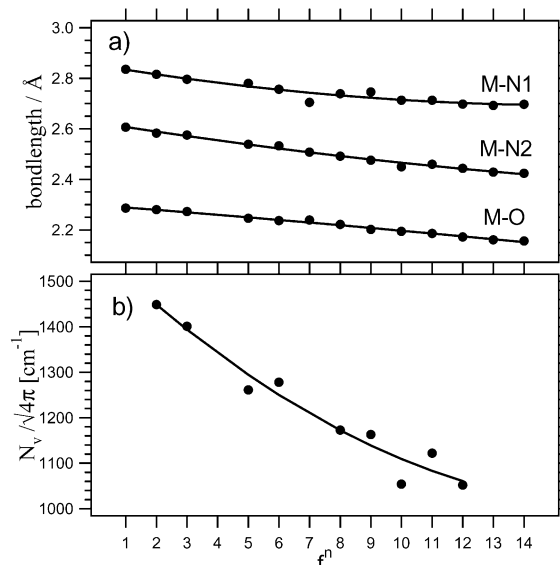 3.0
a)
2.8
M-N1
2.6
M-N2
2.4
M-O
2.2
bondlength / Å
1500
b)
1400
1300
1200
1100
1000
Nᵥ/√4π [cm⁻¹]
1 2 3 4 5 6 7 8 9 10 11 12 13 14
fⁿ